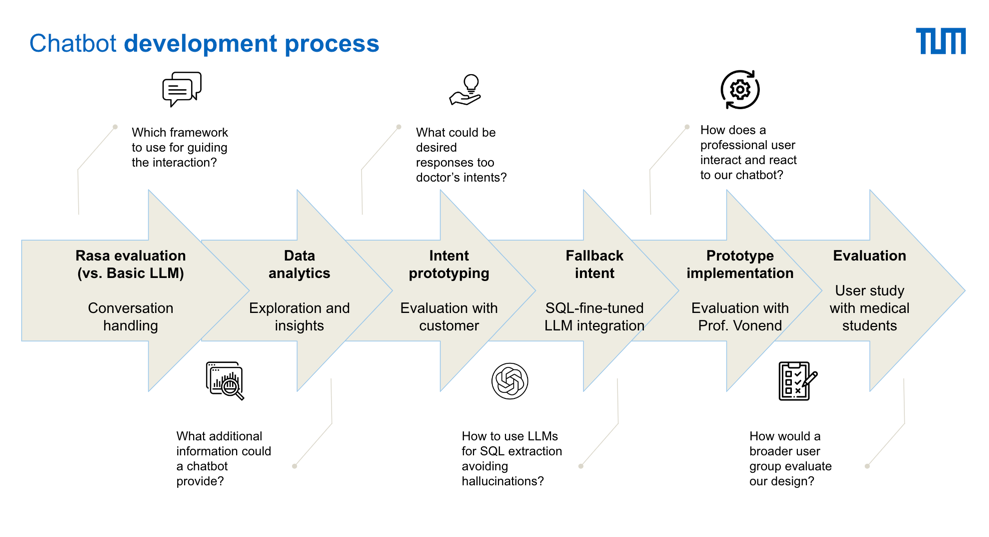 Chatbot development process
TUM
Which framework
to use for guiding
the interaction?
What could be
desired
responses too
doctor's intents?
How does a
professional user
interact and react
to our chatbot?
Rasa evaluation
(vs. Basic LLM)
Conversation
handling
Data
analytics
Exploration and
insights
Intent
prototyping
Evaluation with
customer
Fallback
intent
SQL-fine-tuned
LLM integration
Prototype
implementation
Evaluation with
Prof. Vonend
Evaluation
User study
with medical
students
What additional
information could
a chatbot
provide?
How to use LLMs
for SQL extraction
avoiding
hallucinations?
How would a
broader user
group evaluate
our design?